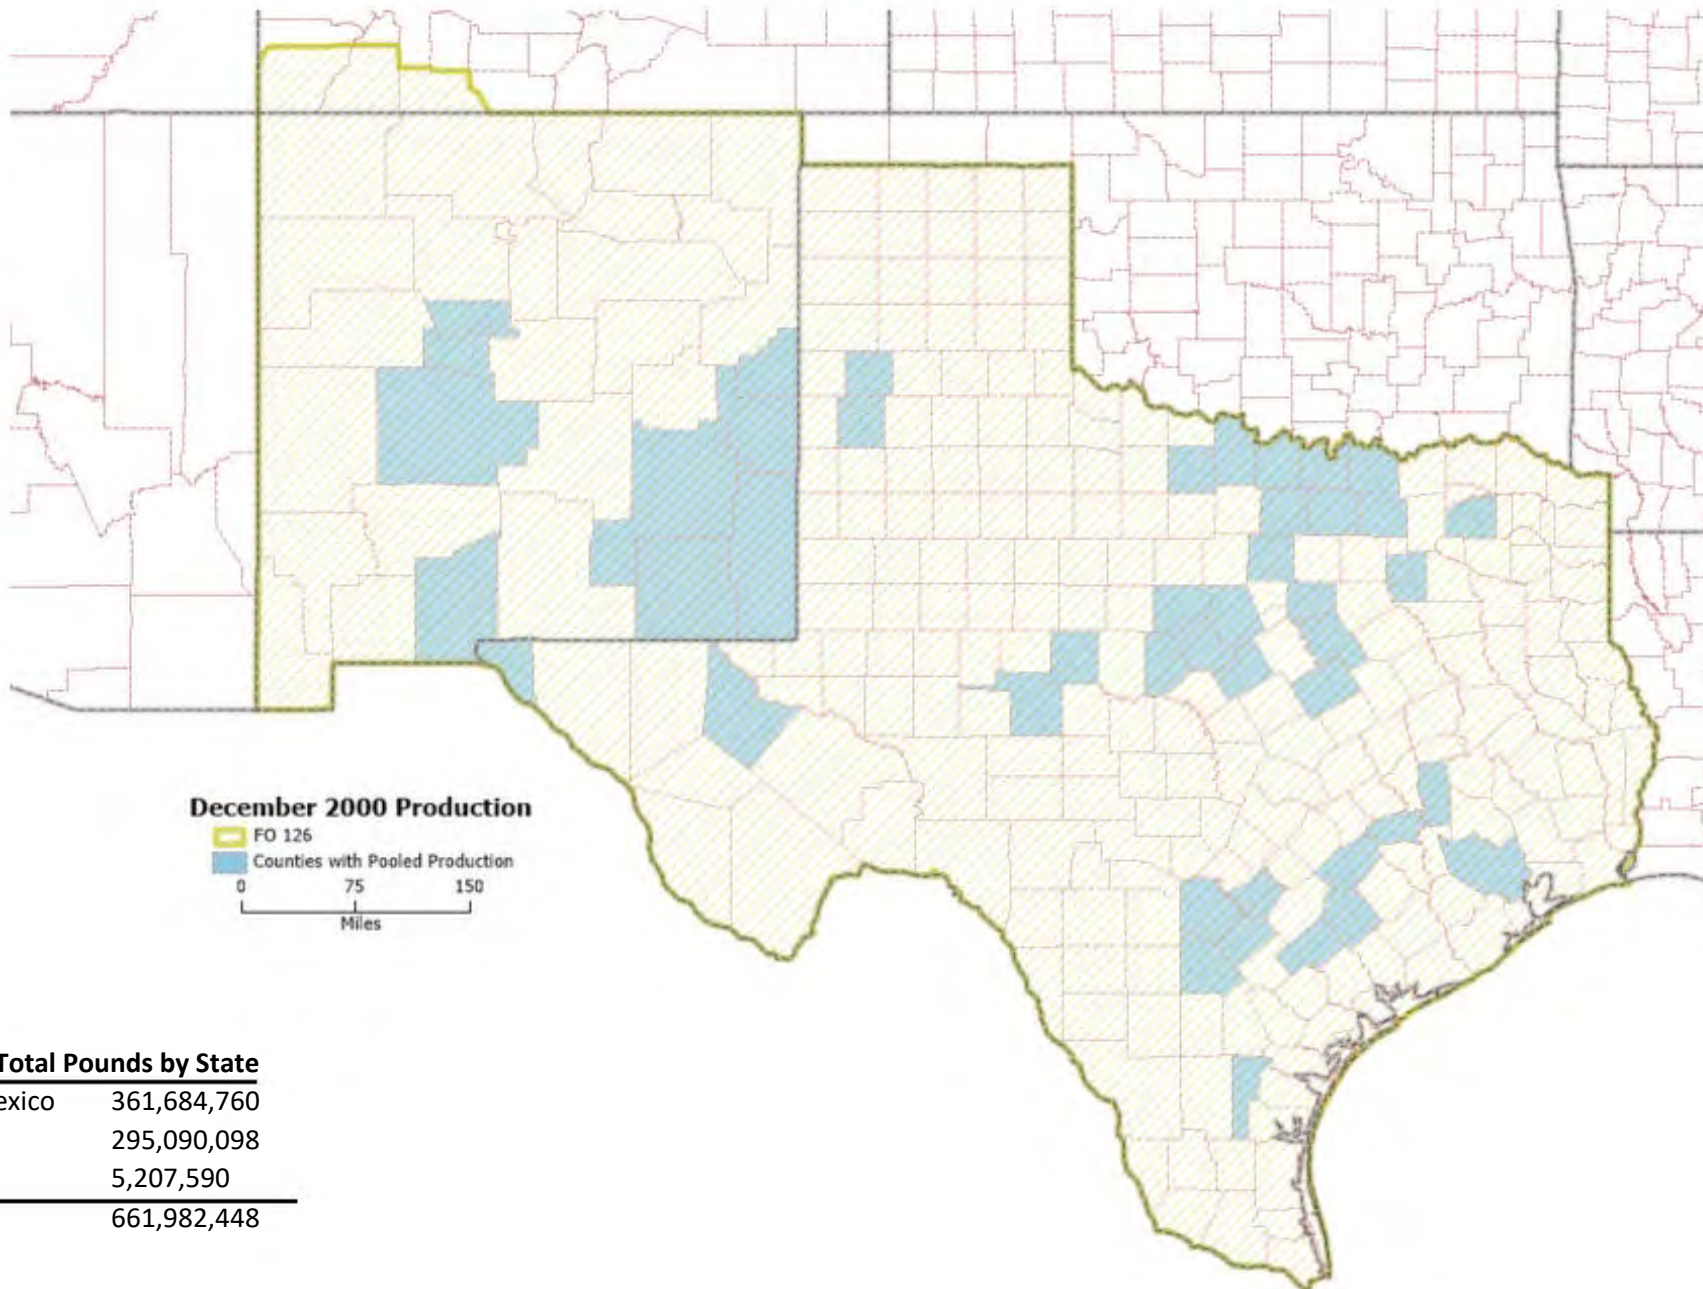 December 2000 Production
FO 126
Counties with Pooled Production
0 75 150
Miles
Total Pounds by State
exico 361,684,760
295,090,098
5,207,590
661,982,448